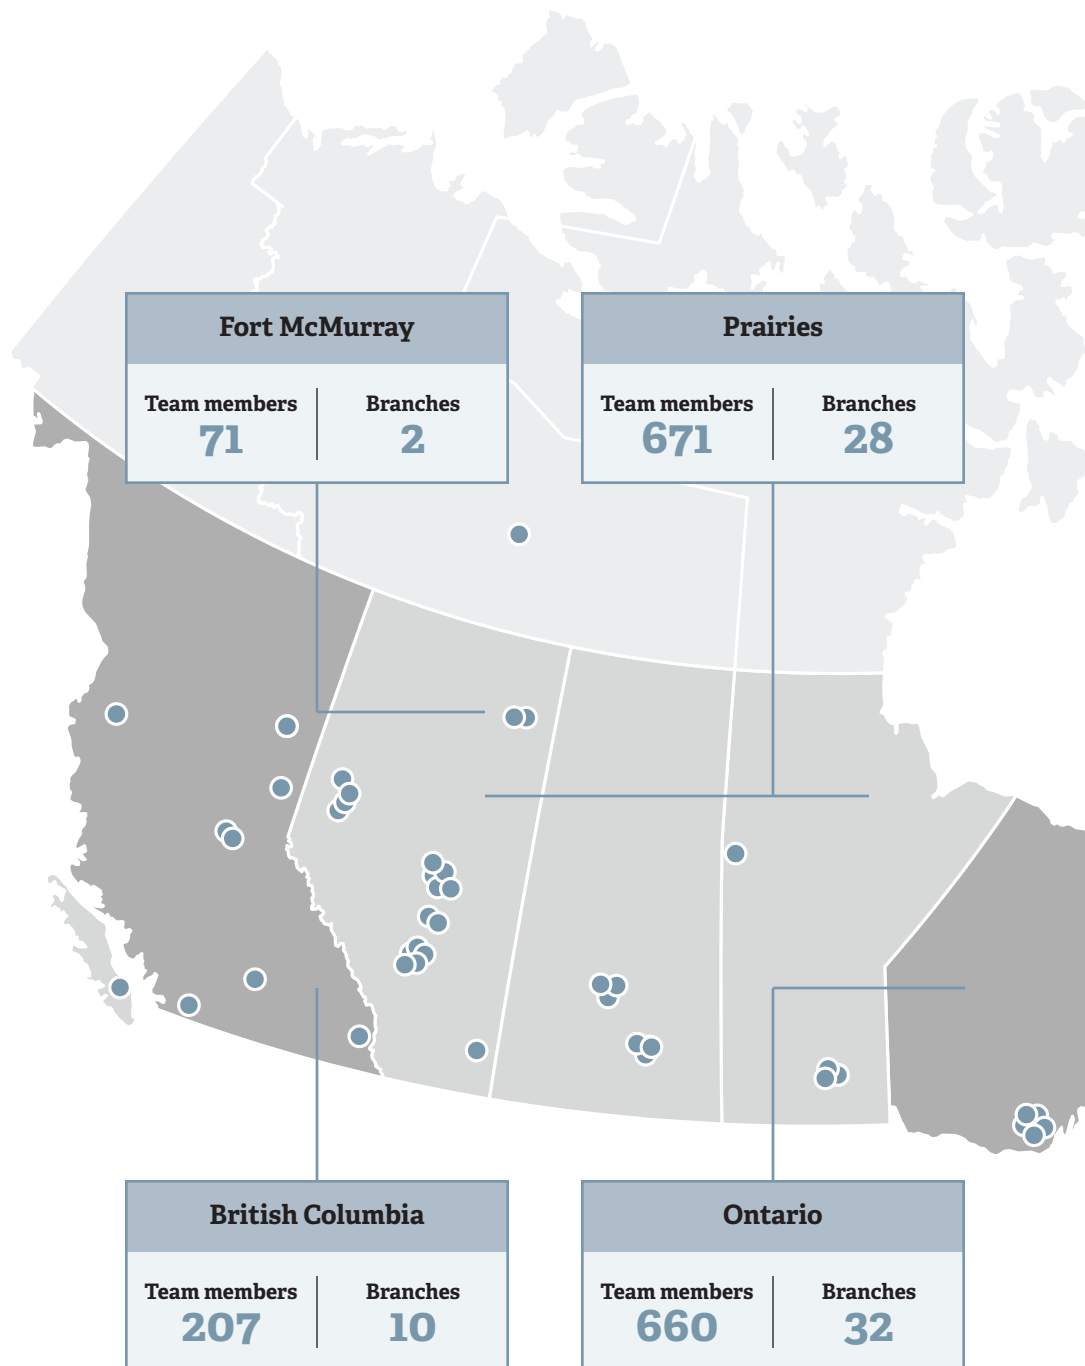 Fort McMurray
Team members Branches
71 2
Prairies
Team members Branches
671 28
British Columbia
Team members Branches
207 10
Ontario
Team members Branches
660 32